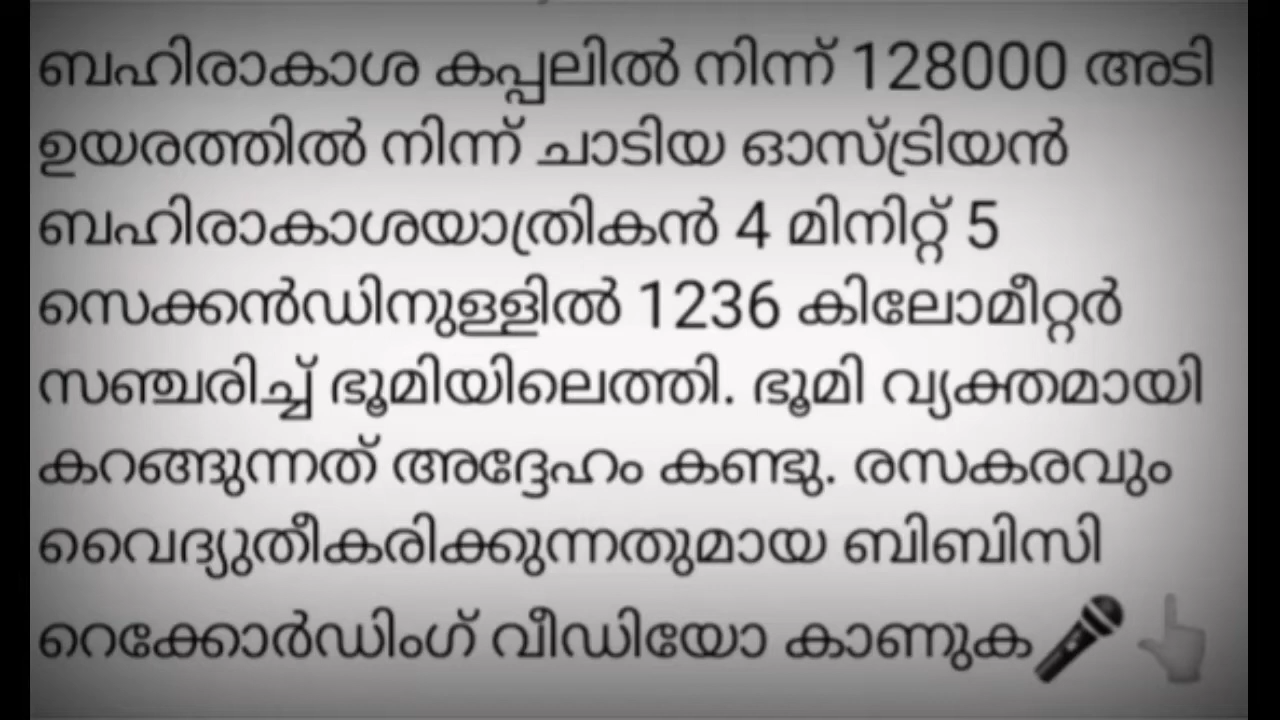 ബഹിരാകാശ കപ്പലിൽ നിന്ന് 128000 അടി
ഉയരത്തിൽ നിന്ന് ചാടിയ ഓസ്ട്രിയൻ
ബഹിരാകാശയാത്രികൻ 4 മിനിറ്റ് 5
സെക്കൻഡിനുള്ളിൽ 1236 കിലോമീറ്റർ
സഞ്ചരിച്ച് ഭൂമിയിലെത്തി. ഭൂമി വ്യക്തമായി
കറങ്ങുന്നത് അദ്ദേഹം കണ്ടു. രസകരവും
വൈദ്യുതീകരിക്കുന്നതുമായ ബിബിസി
റെക്കോർഡിംഗ് വീഡിയോ കാണുക🎤👆